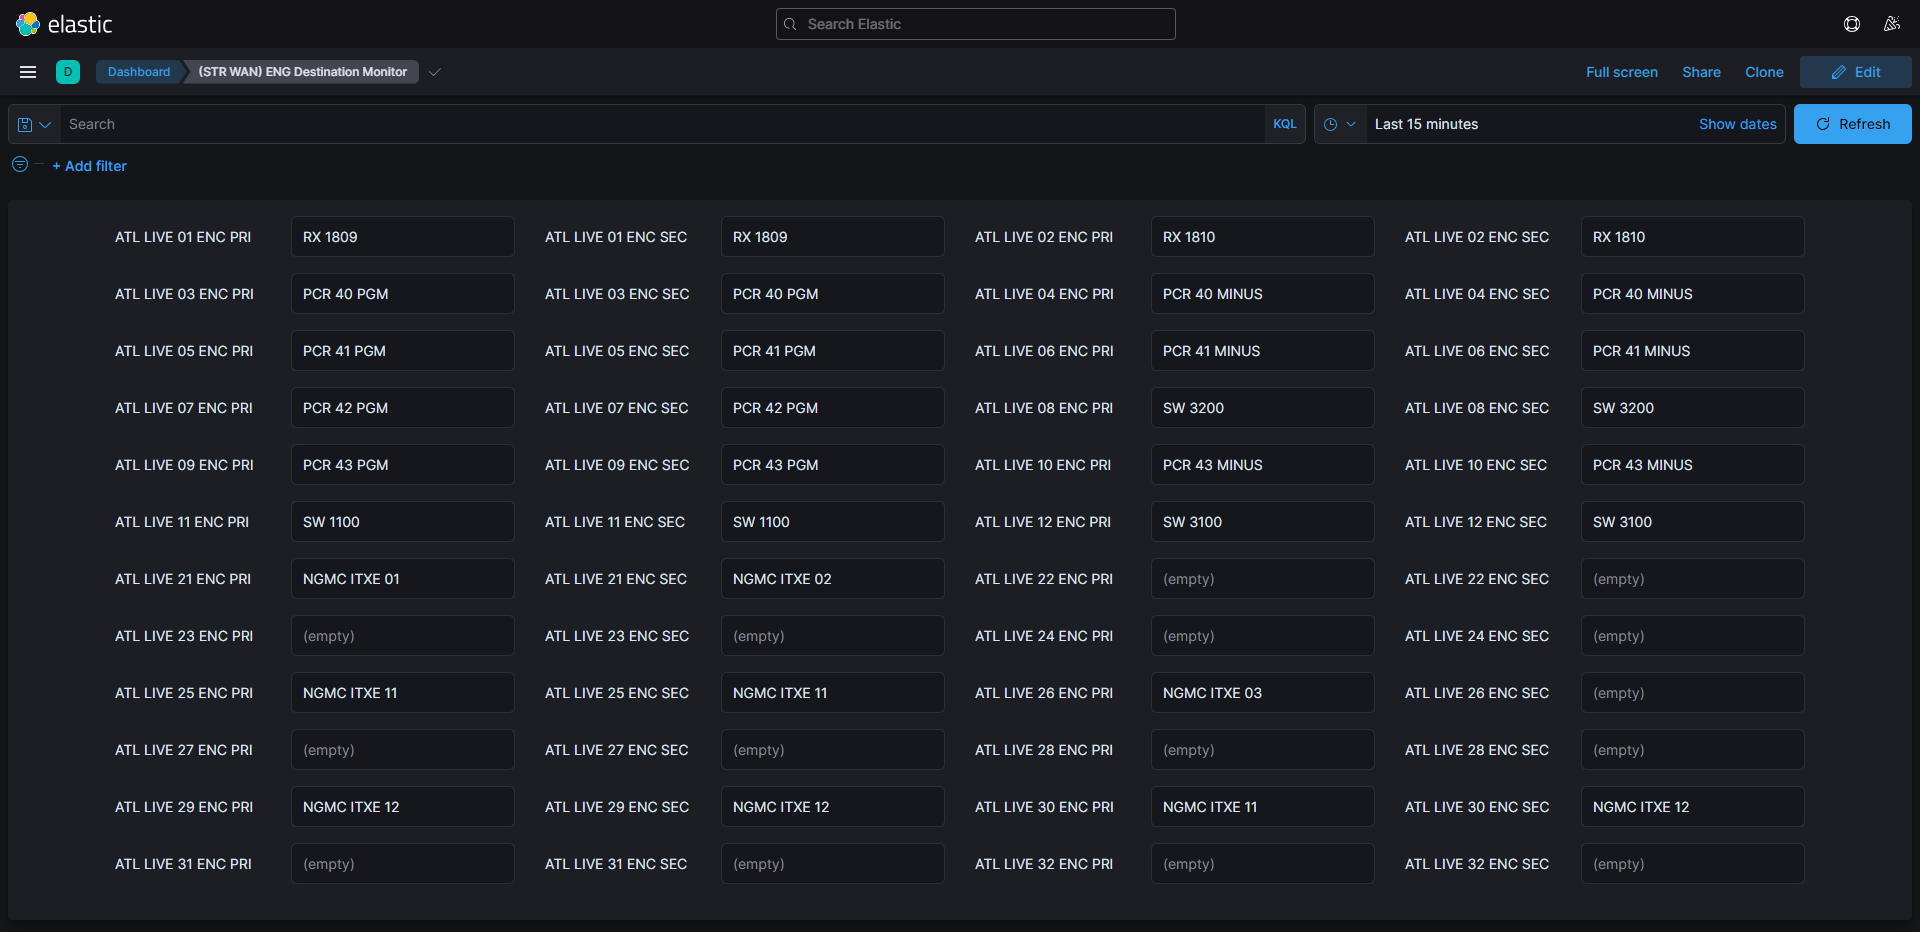 elastic Search Elastic
D Dashboard (STR WAN) ENG Destination Monitor Full screen Share Clone Edit
Search KQL Last 15 minutes Show dates Refresh
+ Add filter
ATL LIVE 01 ENC PRI RX 1809 ATL LIVE 01 ENC SEC RX 1809 ATL LIVE 02 ENC PRI RX 1810 ATL LIVE 02 ENC SEC RX 1810
ATL LIVE 03 ENC PRI PCR 40 PGM ATL LIVE 03 ENC SEC PCR 40 PGM ATL LIVE 04 ENC PRI PCR 40 MINUS ATL LIVE 04 ENC SEC PCR 40 MINUS
ATL LIVE 05 ENC PRI PCR 41 PGM ATL LIVE 05 ENC SEC PCR 41 PGM ATL LIVE 06 ENC PRI PCR 41 MINUS ATL LIVE 06 ENC SEC PCR 41 MINUS
ATL LIVE 07 ENC PRI PCR 42 PGM ATL LIVE 07 ENC SEC PCR 42 PGM ATL LIVE 08 ENC PRI SW 3200 ATL LIVE 08 ENC SEC SW 3200
ATL LIVE 09 ENC PRI PCR 43 PGM ATL LIVE 09 ENC SEC PCR 43 PGM ATL LIVE 10 ENC PRI PCR 43 MINUS ATL LIVE 10 ENC SEC PCR 43 MINUS
ATL LIVE 11 ENC PRI SW 1100 ATL LIVE 11 ENC SEC SW 1100 ATL LIVE 12 ENC PRI SW 3100 ATL LIVE 12 ENC SEC SW 3100
ATL LIVE 21 ENC PRI NGMC ITXE 01 ATL LIVE 21 ENC SEC NGMC ITXE 02 ATL LIVE 22 ENC PRI (empty) ATL LIVE 22 ENC SEC (empty)
ATL LIVE 23 ENC PRI (empty) ATL LIVE 23 ENC SEC (empty) ATL LIVE 24 ENC PRI (empty) ATL LIVE 24 ENC SEC (empty)
ATL LIVE 25 ENC PRI NGMC ITXE 11 ATL LIVE 25 ENC SEC NGMC ITXE 11 ATL LIVE 26 ENC PRI NGMC ITXE 03 ATL LIVE 26 ENC SEC (empty)
ATL LIVE 27 ENC PRI (empty) ATL LIVE 27 ENC SEC (empty) ATL LIVE 28 ENC PRI (empty) ATL LIVE 28 ENC SEC (empty)
ATL LIVE 29 ENC PRI NGMC ITXE 12 ATL LIVE 29 ENC SEC NGMC ITXE 12 ATL LIVE 30 ENC PRI NGMC ITXE 11 ATL LIVE 30 ENC SEC NGMC ITXE 12
ATL LIVE 31 ENC PRI (empty) ATL LIVE 31 ENC SEC (empty) ATL LIVE 32 ENC PRI (empty) ATL LIVE 32 ENC SEC (empty)